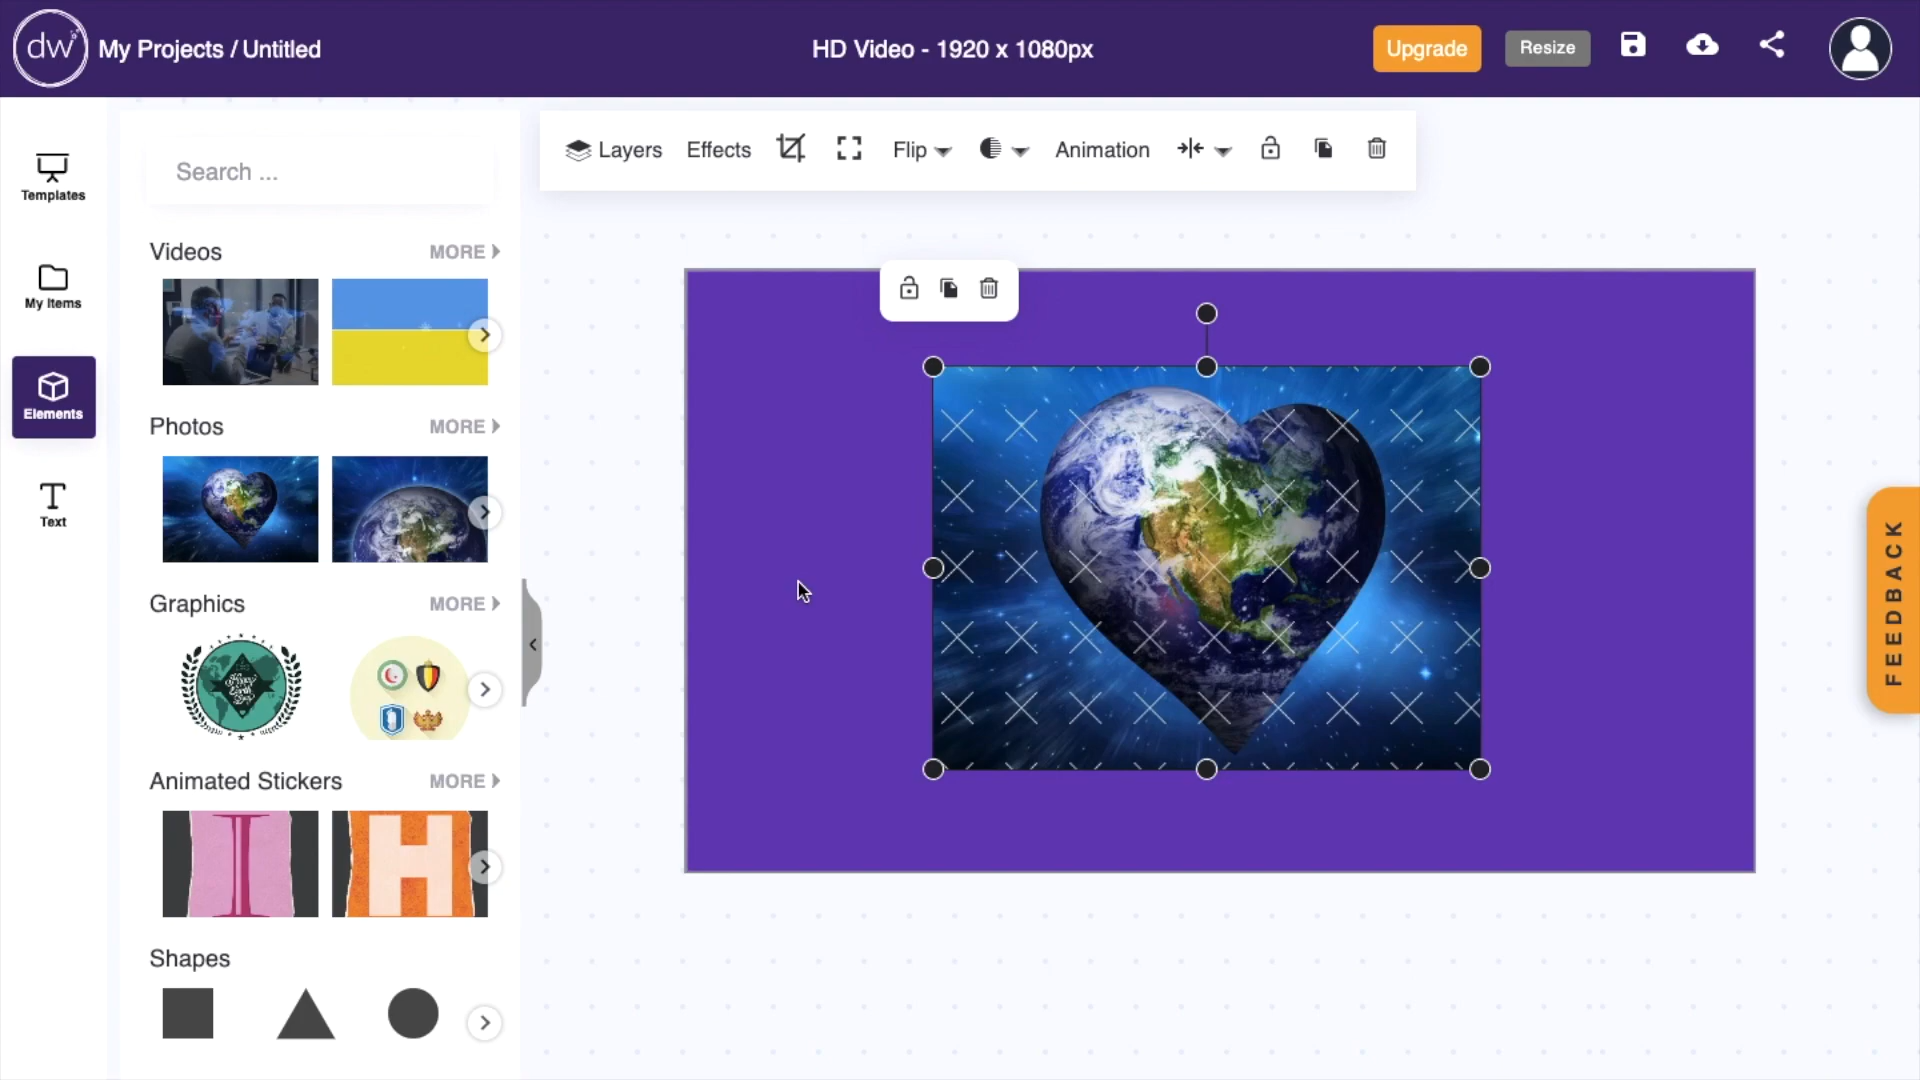 dw My Projects / Untitled
HD Video - 1920 x 1080px
Upgrade
Resize
Templates
My Items
Elements
Text
Search ...
Layers
Effects
Flip
Animation
Videos
MORE
Photos
MORE
Graphics
MORE
Animated Stickers
MORE
I
H
Shapes
FEEDBACK